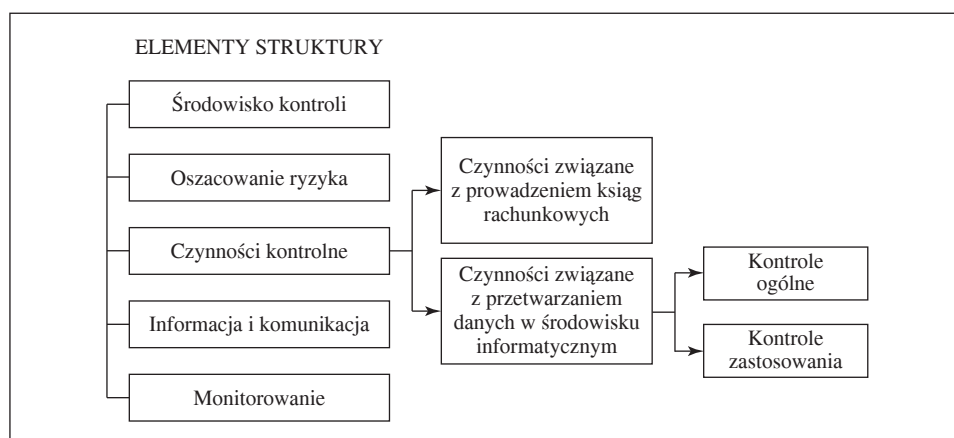 ELEMENTY STRUKTURY
Środowisko kontroli
Oszacowanie ryzyka
Czynności kontrolne
Informacja i komunikacja
Monitorowanie
Czynności związane
z prowadzeniem ksiąg
rachunkowych
Czynności związane
z przetwarzaniem
danych w środowisku
informatycznym
Kontrole
ogólne
Kontrole
zastosowania